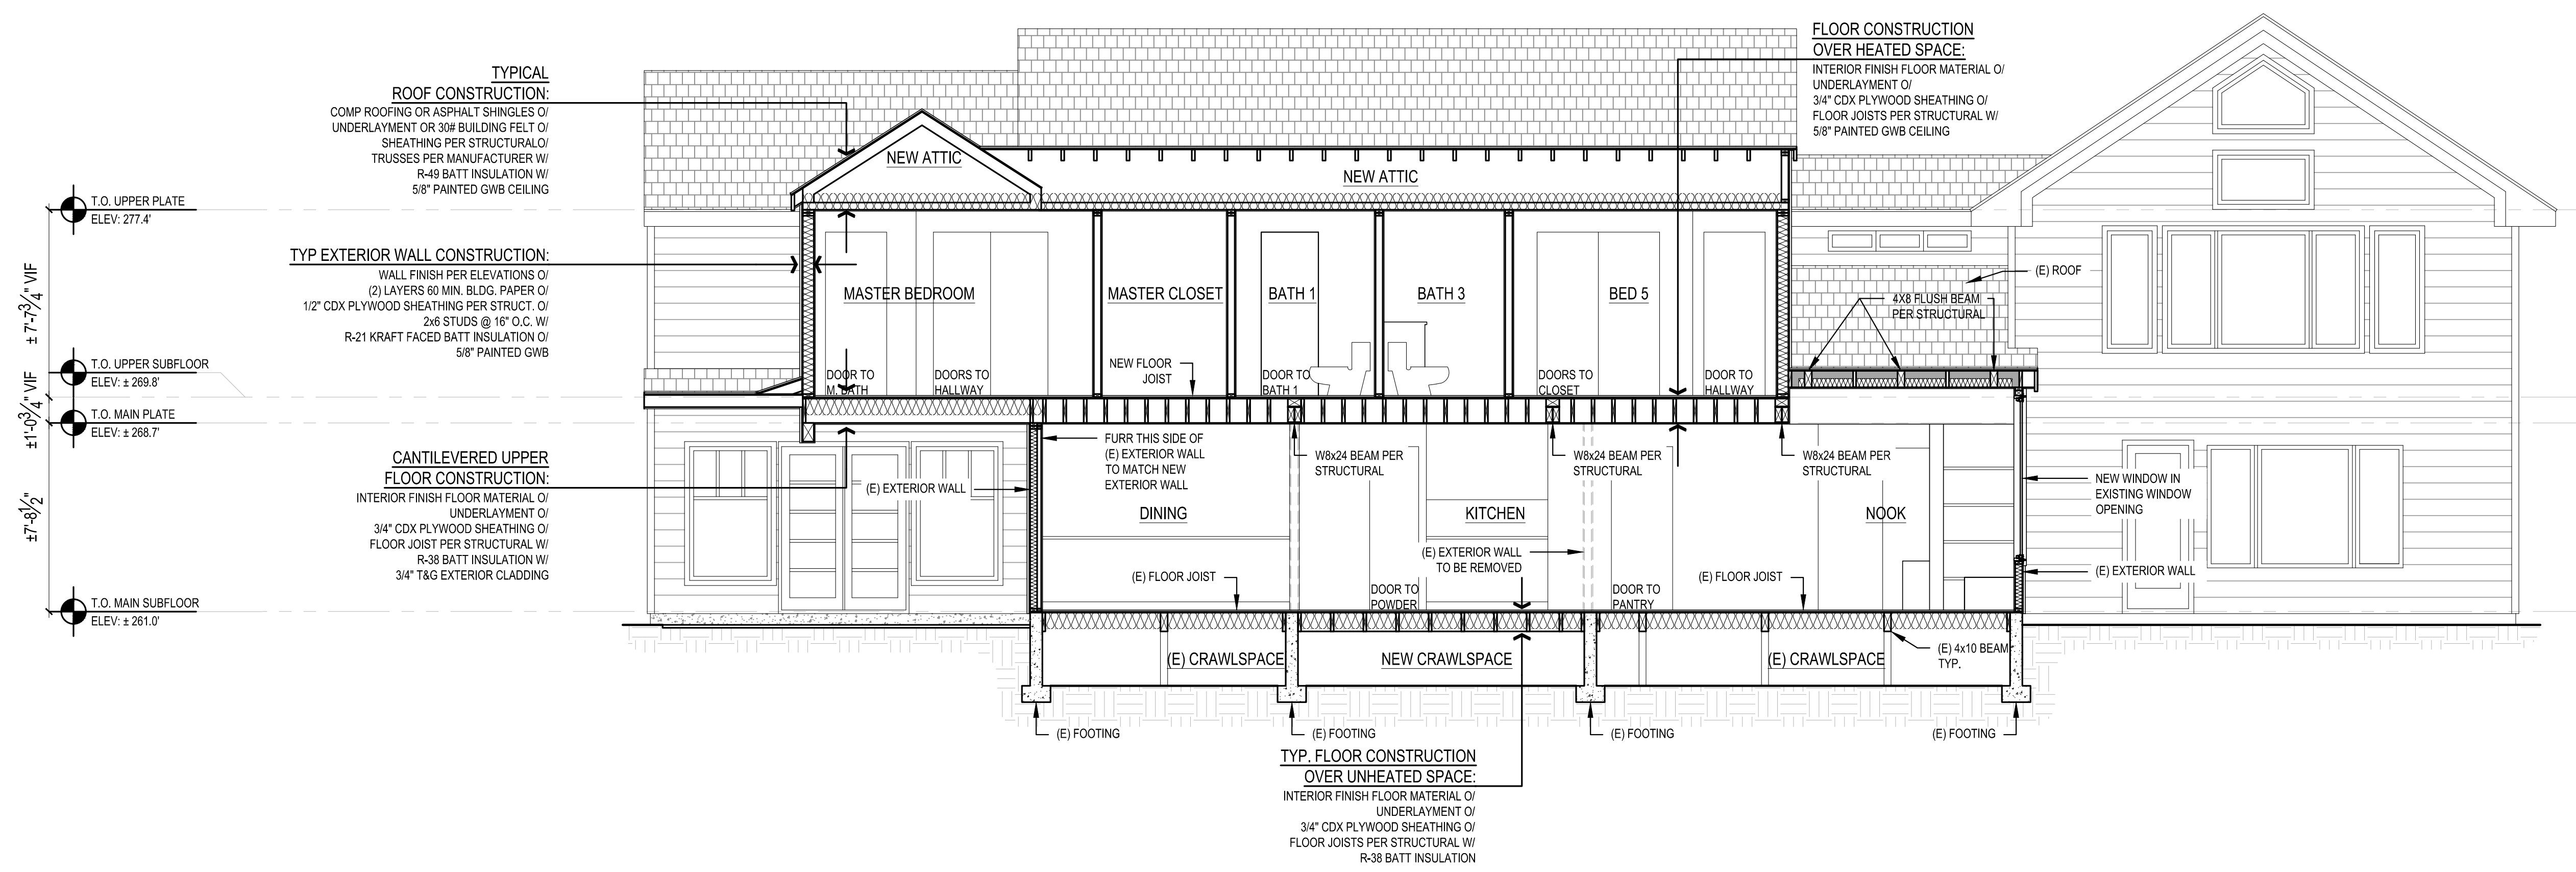 TYPICAL
ROOF CONSTRUCTION:
COMP ROOFING OR ASPHALT SHINGLES O/
UNDERLAYMENT OR 30# BUILDING FELT O/
SHEATHING PER STRUCTURALO/
TRUSSES PER MANUFACTURER W/
R-49 BATT INSULATION W/
5/8" PAINTED GWB CEILING
FLOOR CONSTRUCTION
OVER HEATED SPACE:
INTERIOR FINISH FLOOR MATERIAL O/
UNDERLAYMENT O/
3/4" CDX PLYWOOD SHEATHING O/
FLOOR JOISTS PER STRUCTURAL W/
5/8" PAINTED GWB CEILING
NEW ATTIC
NEW ATTIC
T.O. UPPER PLATE
ELEV: 277.4'
± 7'-7 3/4" VIF
TYP EXTERIOR WALL CONSTRUCTION:
WALL FINISH PER ELEVATIONS O/
(2) LAYERS 60 MIN. BLDG. PAPER O/
1/2" CDX PLYWOOD SHEATHING PER STRUCT. O/
2x6 STUDS @ 16" O.C. W/
R-21 KRAFT FACED BATT INSULATION O/
5/8" PAINTED GWB
MASTER BEDROOM
MASTER CLOSET
BATH 1
BATH 3
BED 5
(E) ROOF
4X8 FLUSH BEAM
PER STRUCTURAL
T.O. UPPER SUBFLOOR
ELEV: ± 269.8'
DOOR TO
M. BATH
DOORS TO
HALLWAY
NEW FLOOR
JOIST
DOOR TO
BATH 1
DOORS TO
CLOSET
DOOR TO
HALLWAY
±1'-0 3/4" VIF
T.O. MAIN PLATE
ELEV: ± 268.7'
±7'-8 1/2"
CANTILEVERED UPPER
FLOOR CONSTRUCTION:
INTERIOR FINISH FLOOR MATERIAL O/
UNDERLAYMENT O/
3/4" CDX PLYWOOD SHEATHING O/
FLOOR JOIST PER STRUCTURAL W/
R-38 BATT INSULATION W/
3/4" T&G EXTERIOR CLADDING
(E) EXTERIOR WALL
FURR THIS SIDE OF
(E) EXTERIOR WALL
TO MATCH NEW
EXTERIOR WALL
W8x24 BEAM PER
STRUCTURAL
W8x24 BEAM PER
STRUCTURAL
W8x24 BEAM PER
STRUCTURAL
NEW WINDOW IN
EXISTING WINDOW
OPENING
DINING
KITCHEN
NOOK
(E) EXTERIOR WALL
TO BE REMOVED
(E) EXTERIOR WALL
(E) FLOOR JOIST
DOOR TO
POWDER
DOOR TO
PANTRY
(E) FLOOR JOIST
T.O. MAIN SUBFLOOR
ELEV: ± 261.0'
(E) CRAWLSPACE
NEW CRAWLSPACE
(E) CRAWLSPACE
(E) 4x10 BEAM
TYP.
(E) FOOTING
(E) FOOTING
(E) FOOTING
(E) FOOTING
TYP. FLOOR CONSTRUCTION
OVER UNHEATED SPACE:
INTERIOR FINISH FLOOR MATERIAL O/
UNDERLAYMENT O/
3/4" CDX PLYWOOD SHEATHING O/
FLOOR JOISTS PER STRUCTURAL W/
R-38 BATT INSULATION